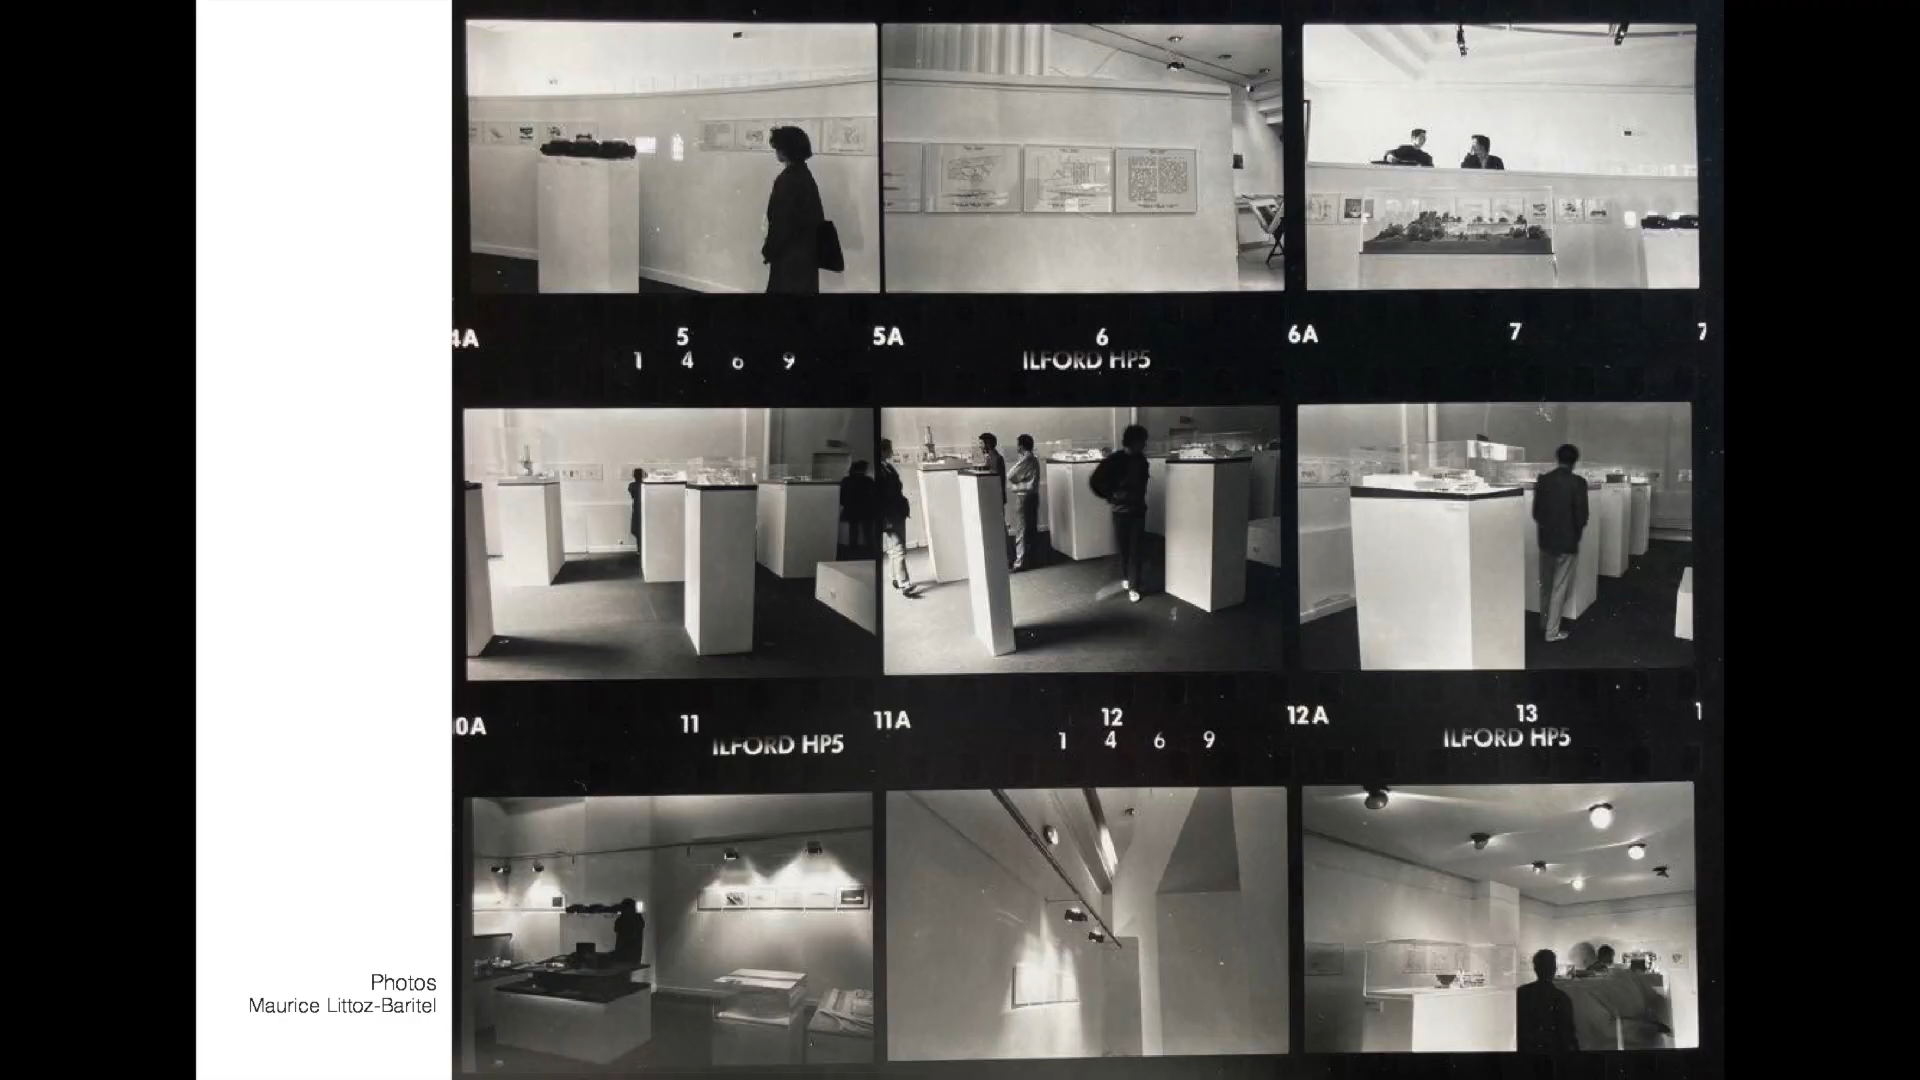 4A 5 5A 6 6A 7 7
1 4 6 9 ILFORD HP5
0A 11 11A 12 12A 13 1
ILFORD HP5 1 4 6 9 ILFORD HP5
Photos
Maurice Littoz-Baritel